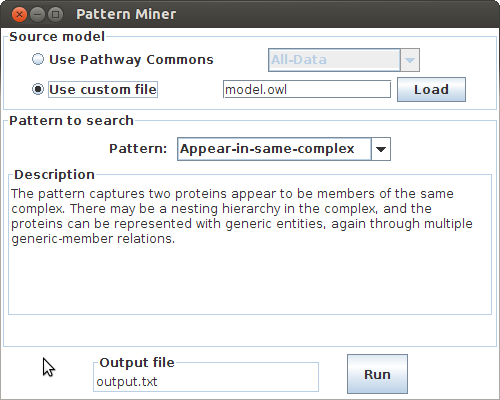 Pattern Miner
Source model
Use Pathway Commons
All-Data
Use custom file
model.owl
Load
Pattern to search
Pattern:
Appear-in-same-complex
Description
The pattern captures two proteins appear to be members of the same
complex. There may be a nesting hierarchy in the complex, and the
proteins can be represented with generic entities, again through multiple
generic-member relations.
Output file
output.txt
Run